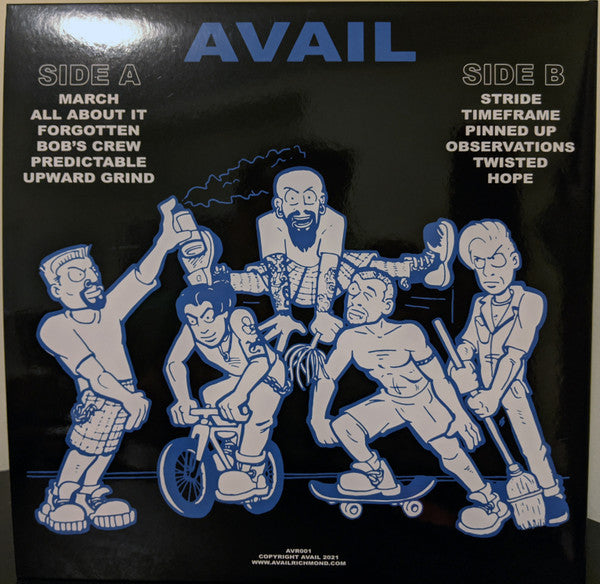 AVAIL
SIDE A
MARCH
ALL ABOUT IT
FORGOTTEN
BOB'S CREW
PREDICTABLE
UPWARD GRIND
SIDE B
STRIDE
TIMEFRAME
PINNED UP
OBSERVATIONS
TWISTED
HOPE
AVR001
COPYRIGHT AVAIL 2021
WWW.AVAILRICHMOND.COM